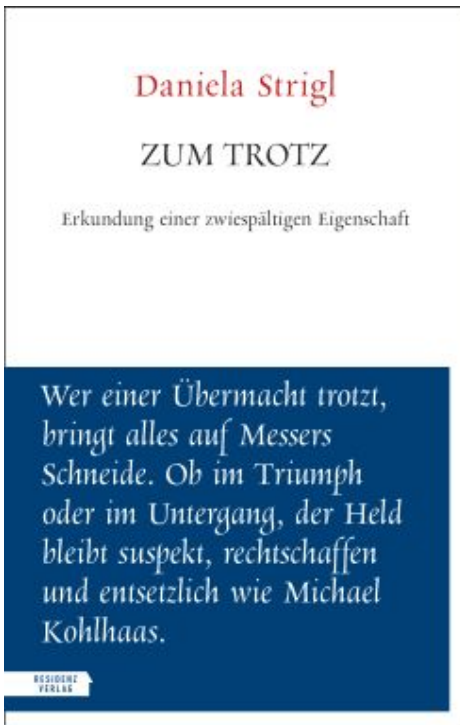 Daniela Strigl
ZUM TROTZ
Erkundung einer zwiespältigen Eigenschaft
Wer einer Übermacht trotzt,
bringt alles auf Messers
Schneide. Ob im Triumph
oder im Untergang, der Held
bleibt suspekt, rechtschaffen
und entsetzlich wie Michael
Kohlhaas.
RESIDENZ
VERLAG